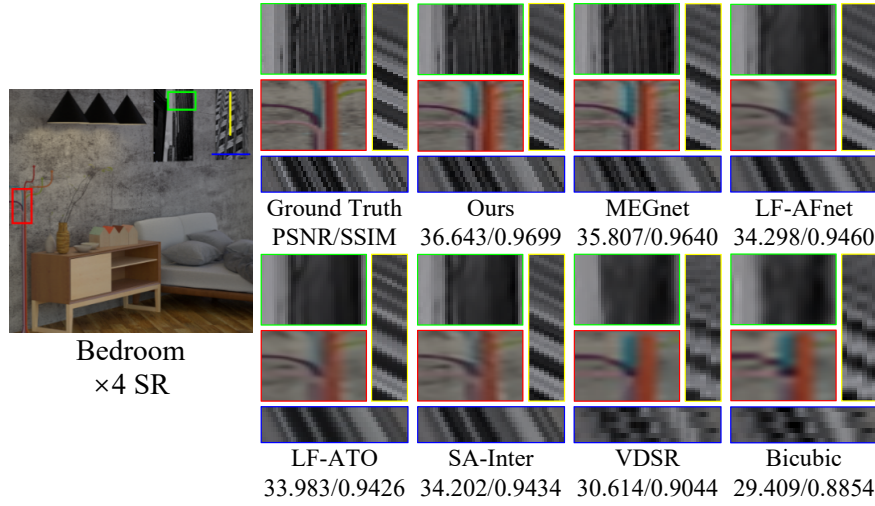 Ground Truth
PSNR/SSIM
Ours
36.643/0.9699
MEGnet
35.807/0.9640
LF-AFnet
34.298/0.9460
Bedroom
×4 SR
LF-ATO
33.983/0.9426
SA-Inter
34.202/0.9434
VDSR
30.614/0.9044
Bicubic
29.409/0.8854